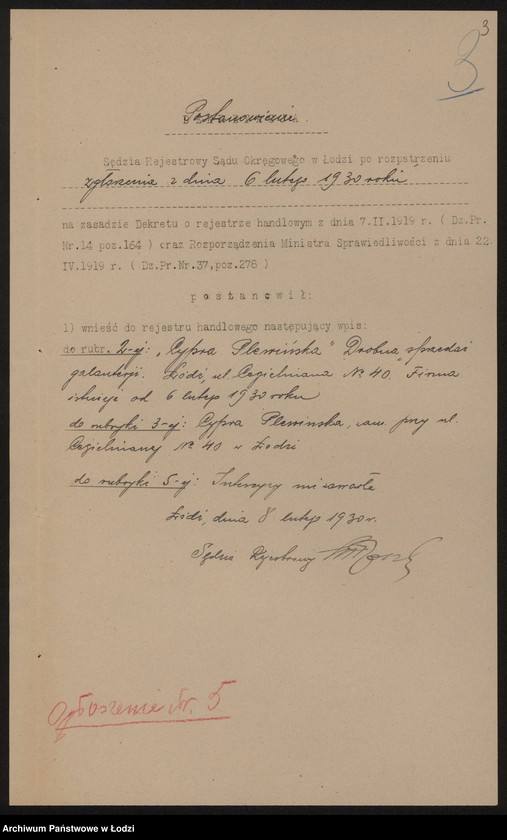 3
3
Postanowienie.
Sędzia Rejestrowy Sądu Okręgowego w Łodzi po rozpatrzeniu
zgłoszenia z dnia 6 lutego 1930 roku
na zasadzie Dekretu o rejestrze handlowym z dnia 7.II.1919 r. ( Dz.Pr.
Nr.14 poz.164 ) oraz Rozporządzenia Ministra Sprawiedliwości z dnia 22.
IV.1919 r. ( Dz.Pr.Nr.37,poz.278 )
p o s t a n o w i ł :
1) wnieść do rejestru handlowego następujący wpis:
do rubr. 2-ej: "Cypra Plewińska" Drobna sprzedaż
galanterji. Łódź, ul. Cegielniana № 40. Firma
istnieje od 6 lutego 1930 roku
do rubryki 3-ej: Cypra Plewinska, zam. przy ul.
Cegielnianej № 40 w Łodzi
do rubryki 5-ej: Intercyzy nie zawarła
Łódź, dnia 8 lutego 1930 r.
Sędzia Rejestrowy
Ogłoszenie Nr. 5
Archiwum Państwowe w Łodzi